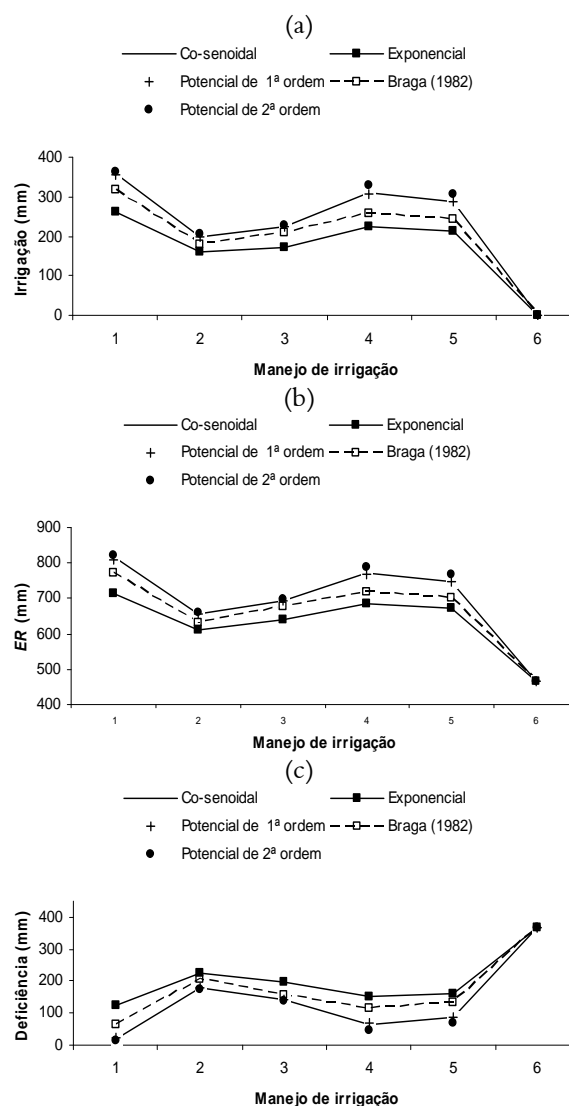 (a)
Co-senoidal Exponencial
Potencial de 1ª ordem Braga (1982)
Potencial de 2ª ordem
400
300
200
100
0
Irrigação (mm)
1 2 3 4 5 6
Manejo de irrigação
(b)
Co-senoidal Exponencial
Potencial de 1ª ordem Braga (1982)
Potencial de 2ª ordem
900
800
700
600
500
400
ER (mm)
1 2 3 4 5 6
Manejo de irrigação
(c)
Co-senoidal Exponencial
Potencial de 1ª ordem Braga (1982)
Potencial de 2ª ordem
400
300
200
100
0
Deficiência (mm)
1 2 3 4 5 6
Manejo de irrigação